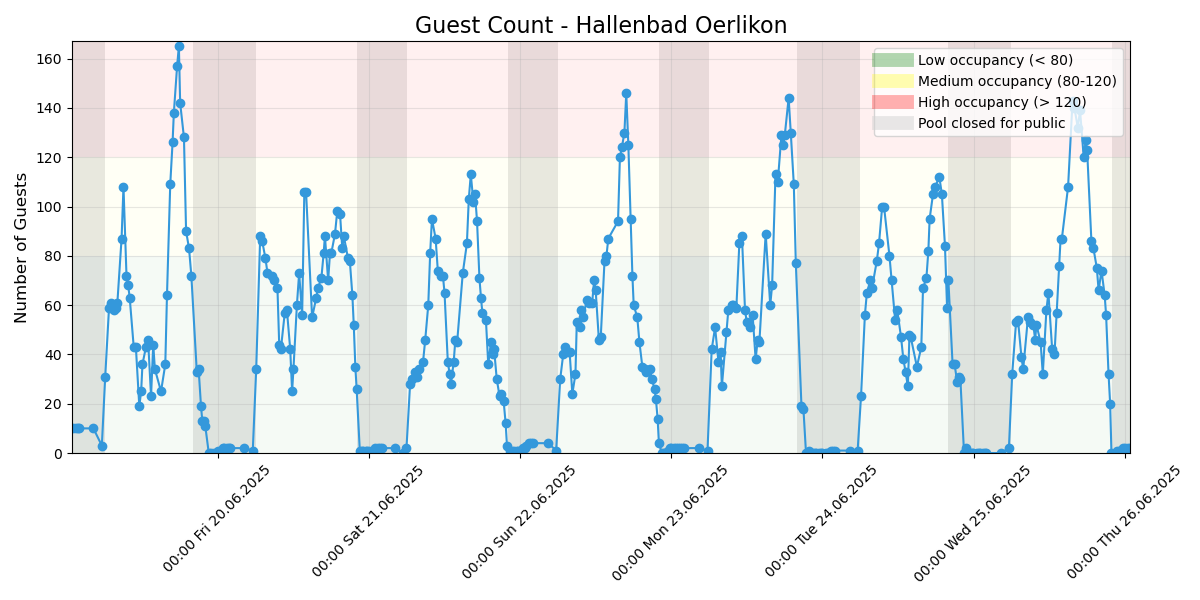 Guest Count - Hallenbad Oerlikon
Number of Guests
160
140
120
100
80
60
40
20
0
Low occupancy (< 80)
Medium occupancy (80-120)
High occupancy (> 120)
Pool closed for public
00:00 Fri 20.06.2025
00:00 Sat 21.06.2025
00:00 Sun 22.06.2025
00:00 Mon 23.06.2025
00:00 Tue 24.06.2025
00:00 Wed 25.06.2025
00:00 Thu 26.06.2025